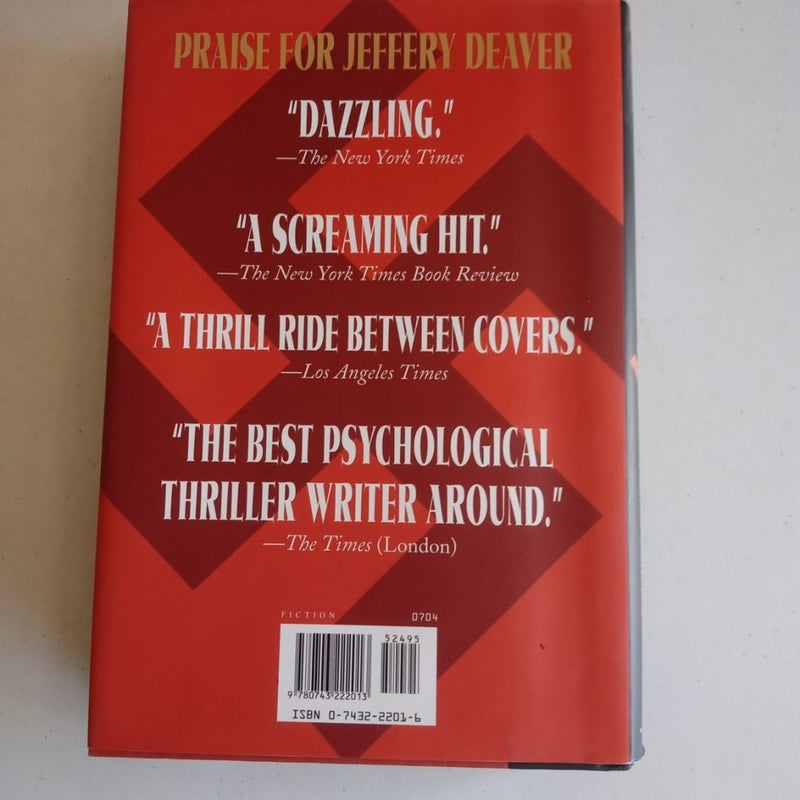 PRAISE FOR JEFFERY DEAVER
“DAZZLING.”
—The New York Times
“A SCREAMING HIT.”
—The New York Times Book Review
“A THRILL RIDE BETWEEN COVERS.”
—Los Angeles Times
“THE BEST PSYCHOLOGICAL
THRILLER WRITER AROUND.”
—The Times (London)
FICTION 0704
52495
9 780743 222013
ISBN 0-7432-2201-6